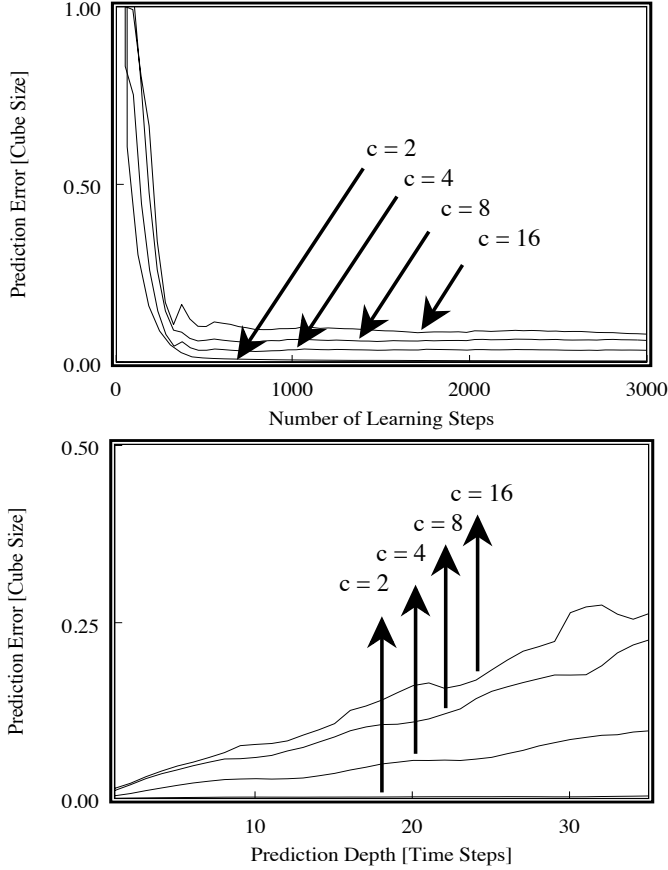 1.00
Prediction Error [Cube Size]
c = 2
c = 4
0.50
c = 8
c = 16
0.00
0 1000 2000 3000
Number of Learning Steps
0.50
Prediction Error [Cube Size]
c = 16
c = 8
c = 4
c = 2
0.25
0.00
10 20 30
Prediction Depth [Time Steps]